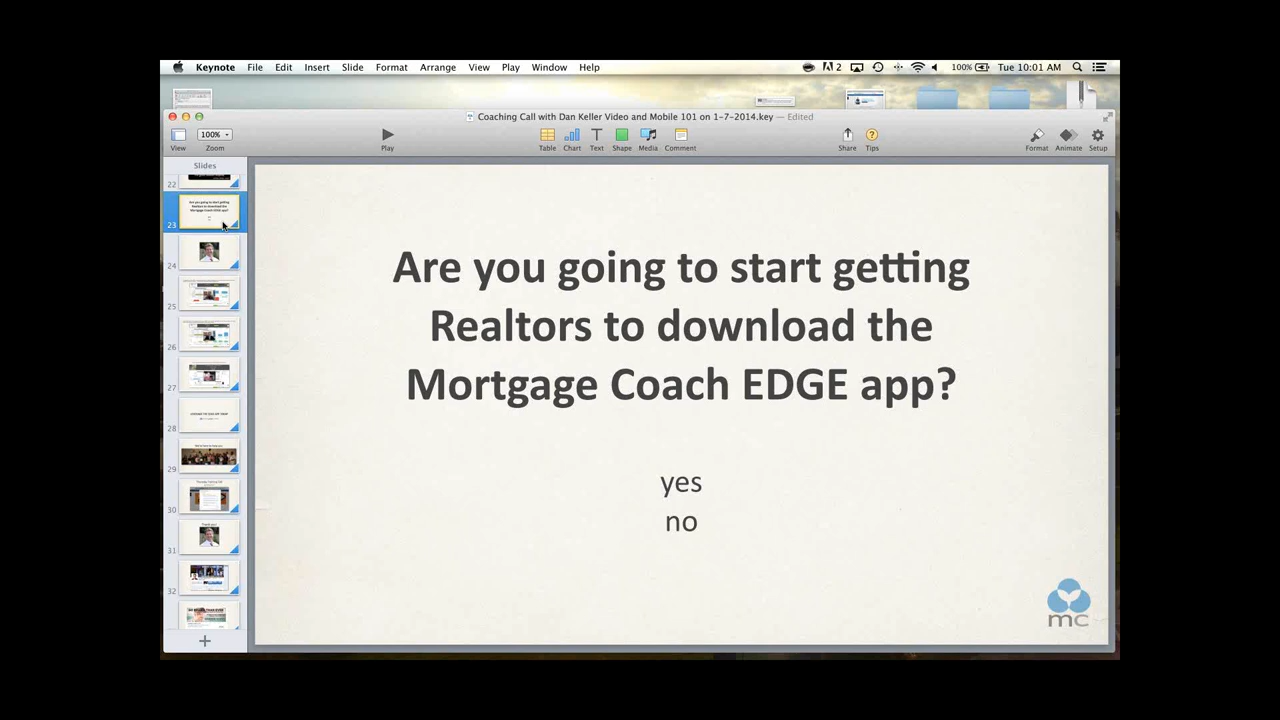 Keynote File Edit Insert Slide Format Arrange View Play Window Help
2 100% Tue 10:01 AM
Coaching Call with Dan Keller Video and Mobile 101 on 1-7-2014.key — Edited
100%
View Zoom Play Table Chart Text Shape Media Comment Share Tips Format Animate Setup
Slides
22
23
24
25
26
27
28
29
30
31
32
Are you going to start getting
Realtors to download the
Mortgage Coach EDGE app?
yes
no
mc